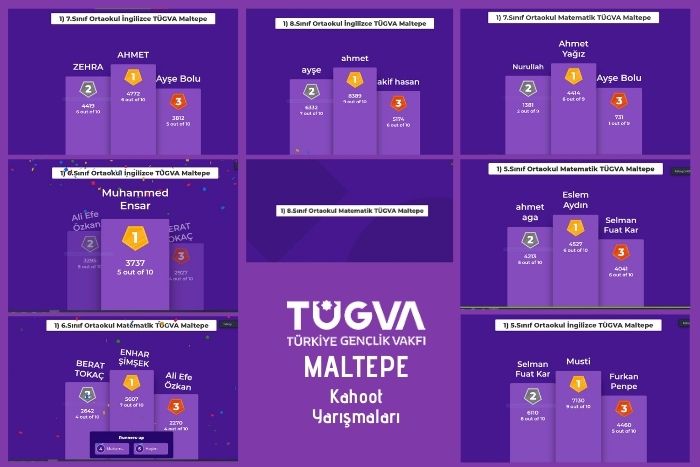 1) 7.Sınıf Ortaokul İngilizce TÜGVA Maltepe
AHMET
ZEHRA
Ayşe Bolu
1
2
3
4772
6 out of 10
4419
6 out of 10
3812
5 out of 10
1) 8.Sınıf Ortaokul İngilizce TÜGVA Maltepe
ahmet
ayşe
akif hasan
1
2
3
8389
9 out of 10
6332
7 out of 10
5174
6 out of 10
1) 7.Sınıf Ortaokul Matematik TÜGVA Maltepe
Ahmet
Yağız
Nurullah
Ayşe Bolu
1
2
3
4414
6 out of 9
1381
2 out of 9
731
1 out of 9
1) 6.Sınıf Ortaokul İngilizce TÜGVA Maltepe
Muhammed
Ensar
Ali Efe
Özkan
BERAT
TOKAÇ
1
2
3
3737
5 out of 10
2927
1) 8.Sınıf Ortaokul Matematik TÜGVA Maltepe
1) 5.Sınıf Ortaokul Matematik TÜGVA Maltepe
Eslem
Aydın
ahmet
aga
Selman
Fuat Kar
1
2
3
4527
6 out of 10
4213
6 out of 10
4041
6 out of 10
1) 6.Sınıf Ortaokul Matematik TÜGVA Maltepe
ENHAR
ŞİMŞEK
BERAT
TOKAÇ
Ali Efe
Özkan
1
3
5607
7 out of 10
2642
4 out of 10
2270
4 out of 10
Runners-up
4
5
TÜGVA
TÜRKİYE GENÇLİK VAKFI
MALTEPE
Kahoot
Yarışmaları
1) 5.Sınıf Ortaokul İngilizce TÜGVA Maltepe
Musti
Selman
Fuat Kar
Furkan
Penpe
1
2
3
7130
9 out of 10
6110
8 out of 10
4460
5 out of 10